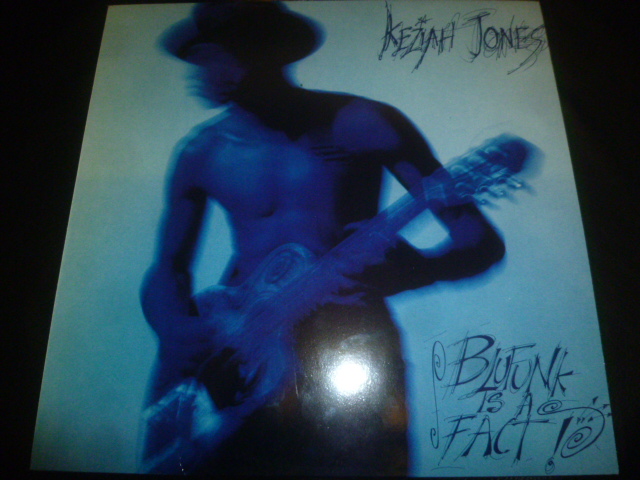 KEZIAH JONES
BLUFUNK
IS A
FACT!